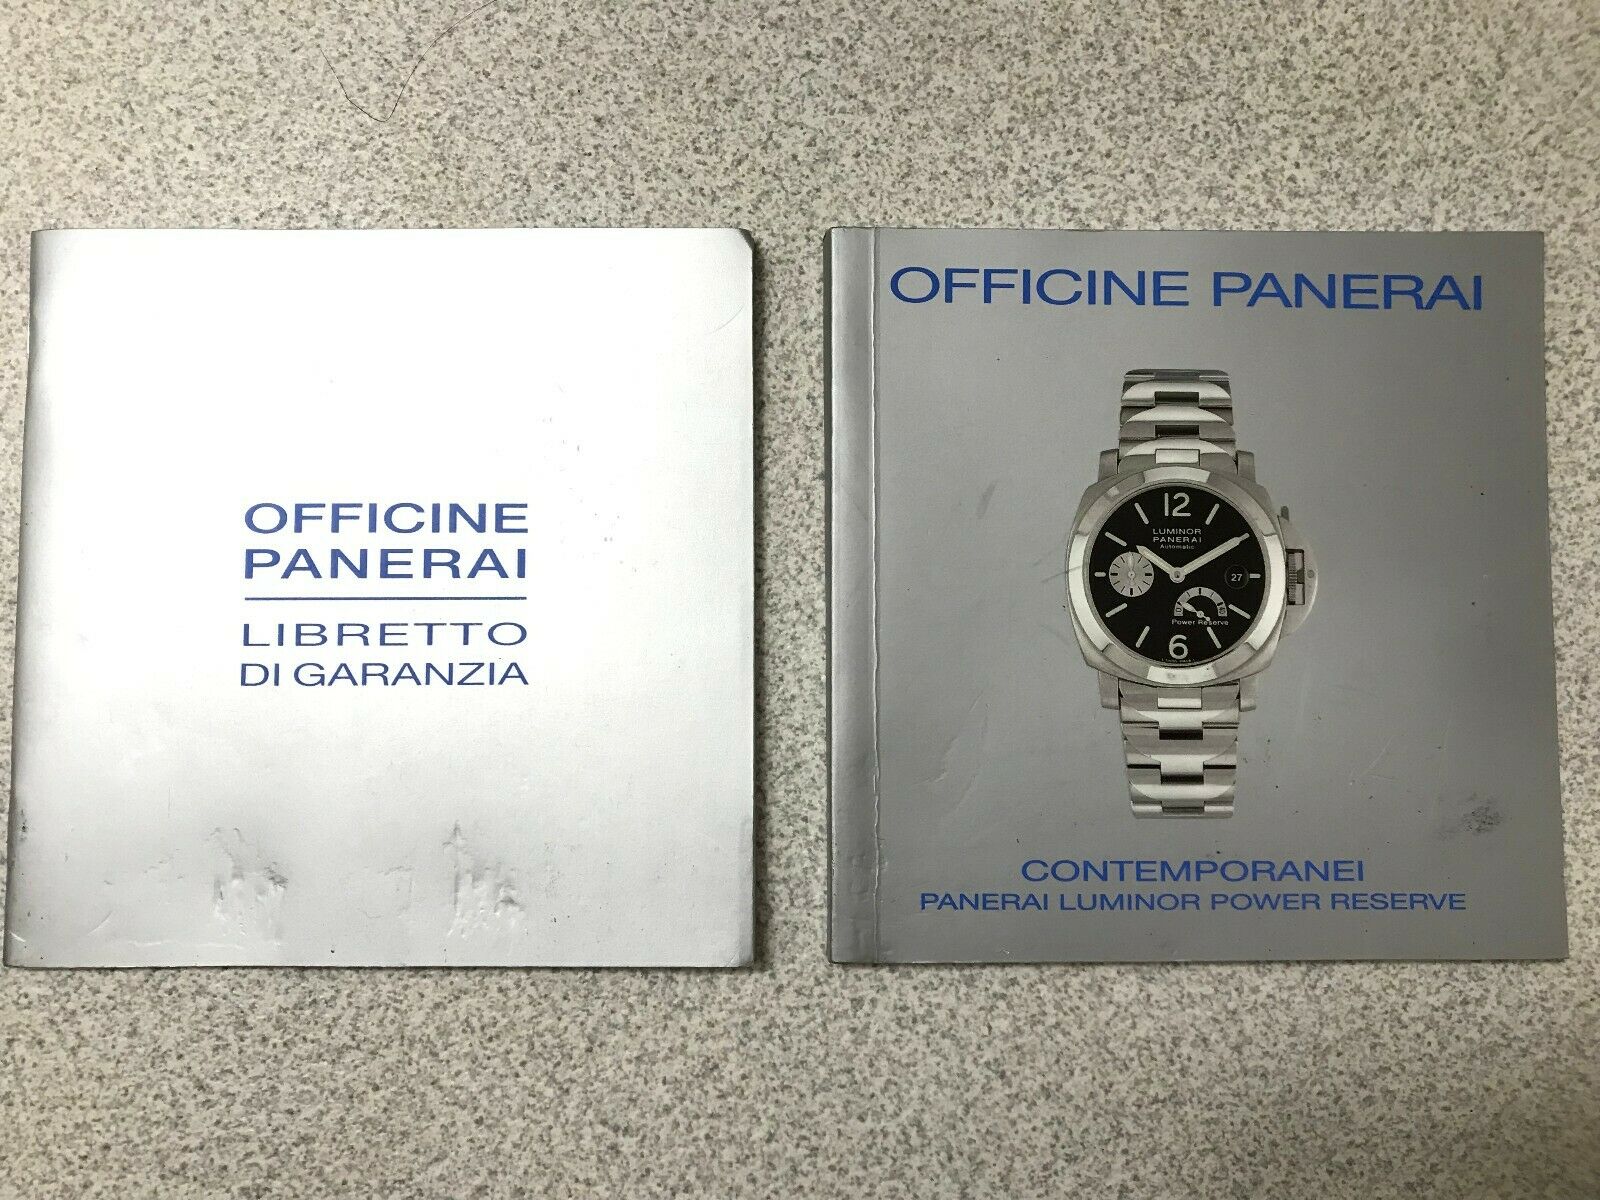 OFFICINE
PANERAI
LIBRETTO
DI GARANZIA
OFFICINE PANERAI
12
LUMINOR
PANERAI
Automatic
27
Power Reserve
6
CONTEMPORANEI
PANERAI LUMINOR POWER RESERVE